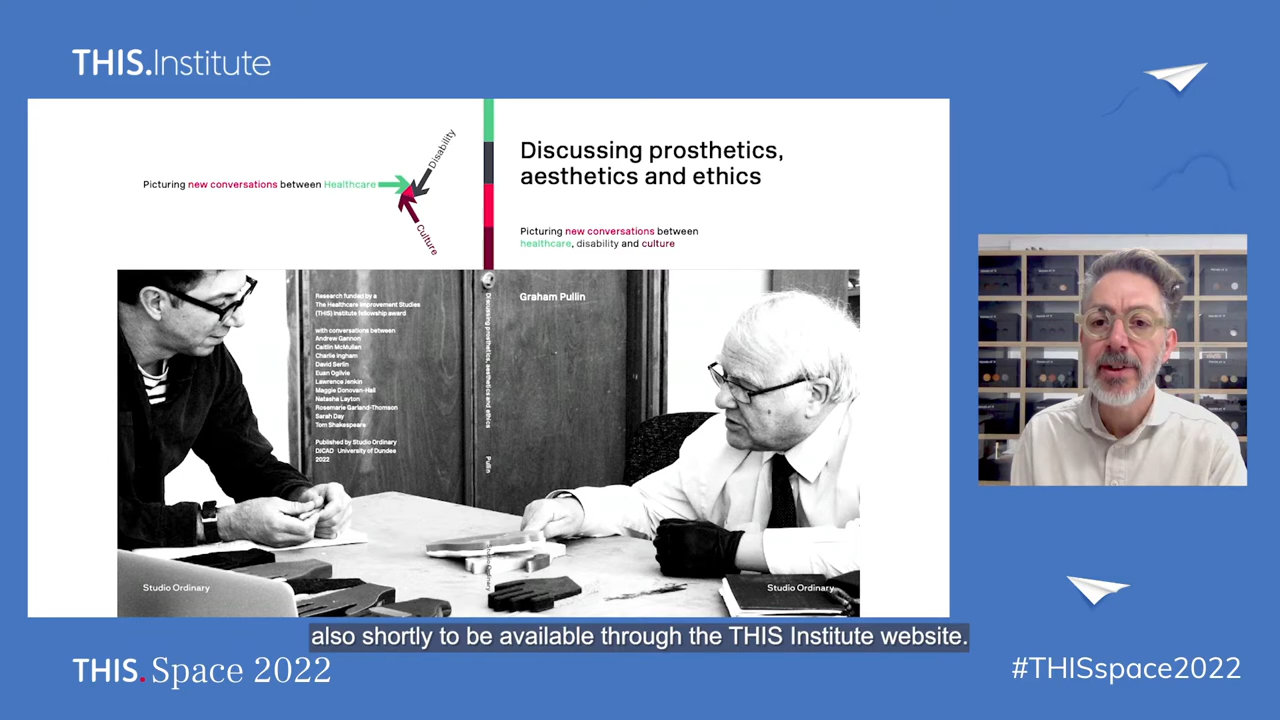 THIS.Institute
Picturing new conversations between Healthcare
Disability
Culture
Discussing prosthetics,
aesthetics and ethics
Picturing new conversations between
healthcare, disability and culture
Research funded by a
The Healthcare Improvement Studies
(THIS) Institute fellowship award
with conversations between
Andrew Gannon
Caitlin McMullan
Charlie Ingham
David Serlin
Euan Ogilvie
Lawrence Jenkin
Maggie Donovan-Hall
Natasha Layton
Rosemarie Garland-Thomson
Sarah Day
Tom Shakespeare
Published by Studio Ordinary
DICAD University of Dundee
2022
Discussing prosthetics, aesthetics and ethics
Pullin
Studio Ordinary
Graham Pullin
Studio Ordinary
Studio Ordinary
also shortly to be available through the THIS Institute website.
THIS. Space 2022
#THISspace2022